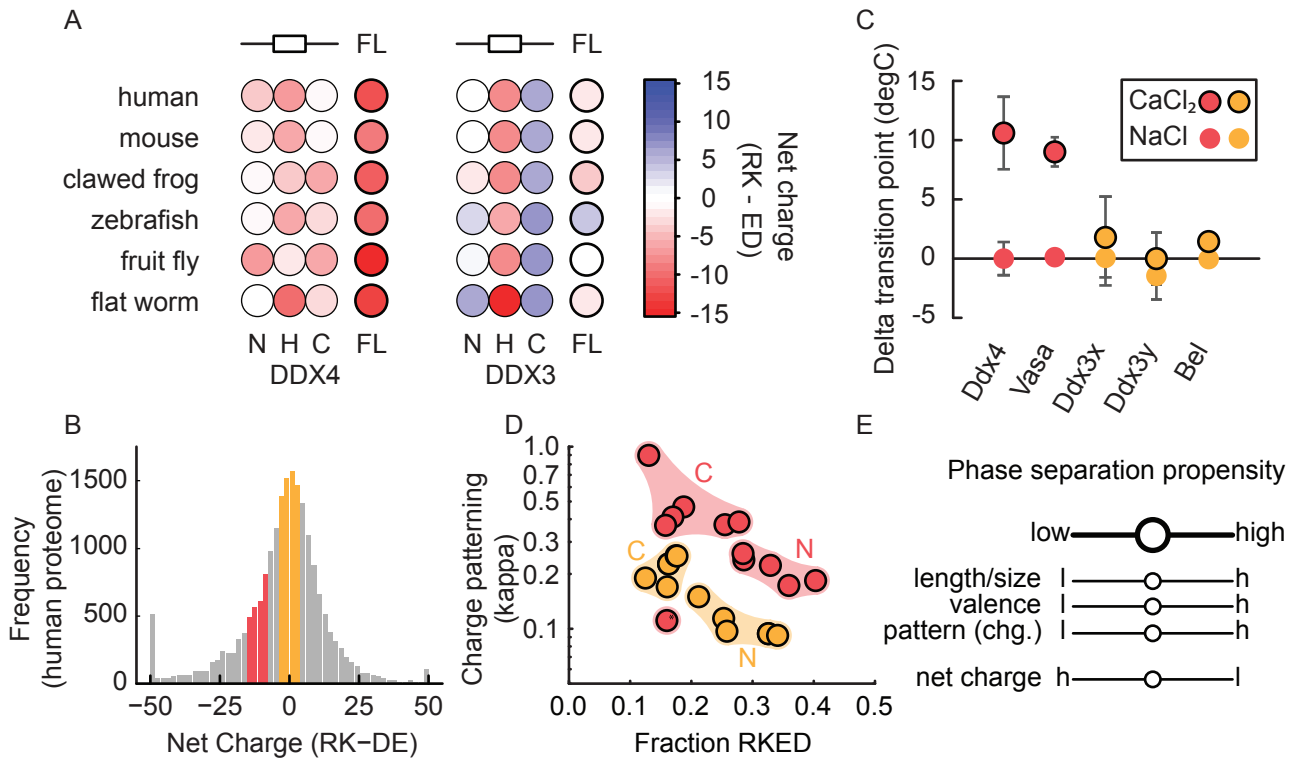 A
FL FL
human
mouse
clawed frog
zebrafish
fruit fly
flat worm
N H C FL N H C FL
DDX4 DDX3
15
10
5
0
-5
-10
-15
Net charge
(RK - ED)
C
Delta transition point (degC)
15
10
5
0
-5
CaCl₂
NaCl
Ddx4
Vasa
Ddx3x
Ddx3y
Bel
B
Frequency
(human proteome)
1500
1000
500
0
−50 −25 0 25 50
Net Charge (RK−DE)
D
Charge patterning
(kappa)
1.0
0.5
0.3
0.2
0.1
C
N
C
N
*
0.0 0.1 0.2 0.3 0.4 0.5
Fraction RKED
E
Phase separation propensity
low high
length/size l h
valence l h
pattern (chg.) l h
net charge h l